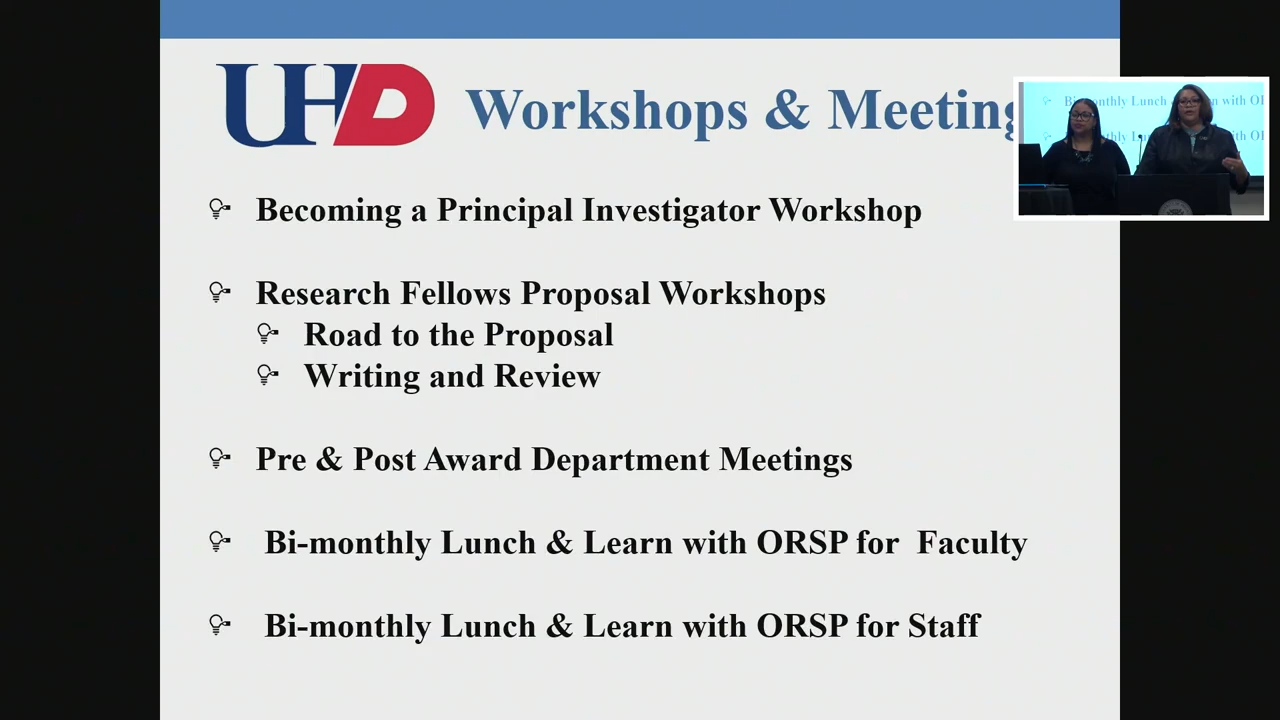 UHD Workshops & Meeting
Becoming a Principal Investigator Workshop
Research Fellows Proposal Workshops
Road to the Proposal
Writing and Review
Pre & Post Award Department Meetings
Bi-monthly Lunch & Learn with ORSP for  Faculty
Bi-monthly Lunch & Learn with ORSP for Staff